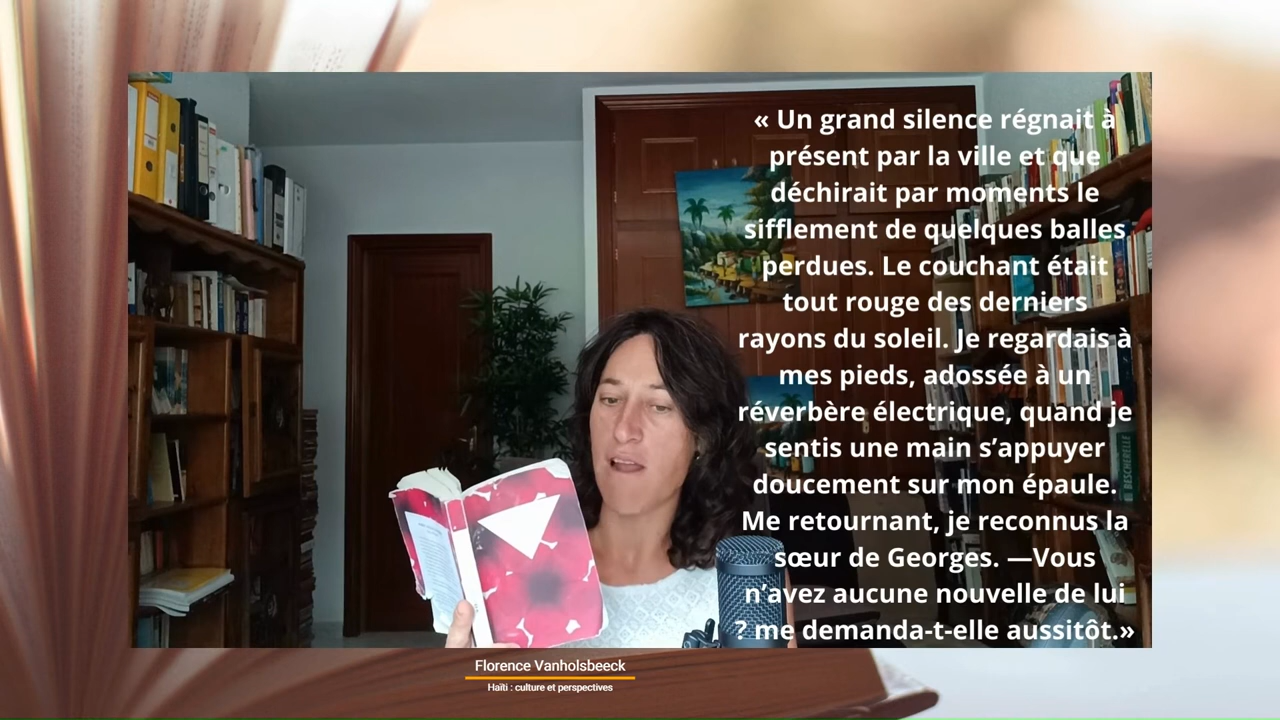 « Un grand silence régnait à
présent par la ville et que
déchirait par moments le
sifflement de quelques balles
perdues. Le couchant était
tout rouge des derniers
rayons du soleil. Je regardais à
mes pieds, adossée à un
réverbère électrique, quand je
sentis une main s’appuyer
doucement sur mon épaule.
Me retournant, je reconnus la
sœur de Georges. —Vous
n’avez aucune nouvelle de lui
? me demanda-t-elle aussitôt.»
BESCHERELLE
Florence Vanholsbeeck
Haïti : culture et perspectives